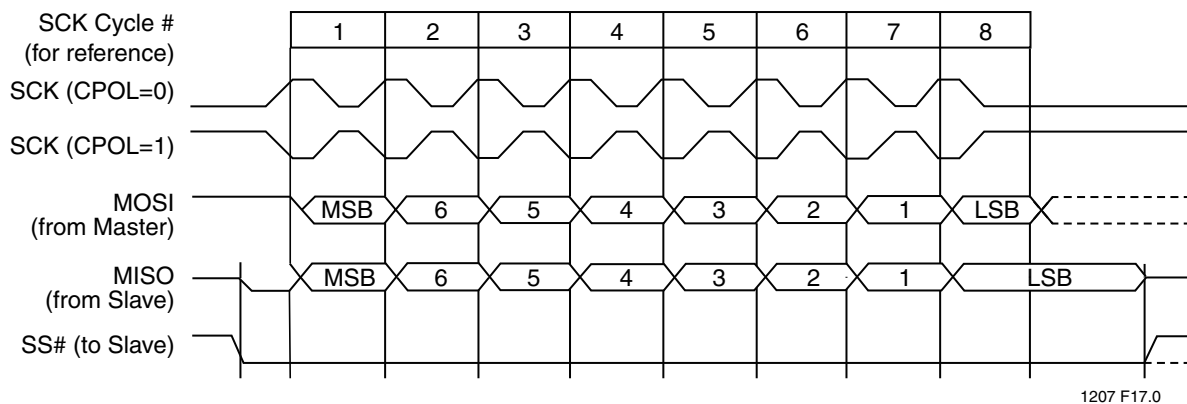 SCK Cycle #
(for reference)
1 2 3 4 5 6 7 8
SCK (CPOL=0)
SCK (CPOL=1)
MOSI
(from Master)
MSB 6 5 4 3 2 1 LSB
MISO
(from Slave)
MSB 6 5 4 3 2 1 LSB
SS# (to Slave)
1207 F17.0